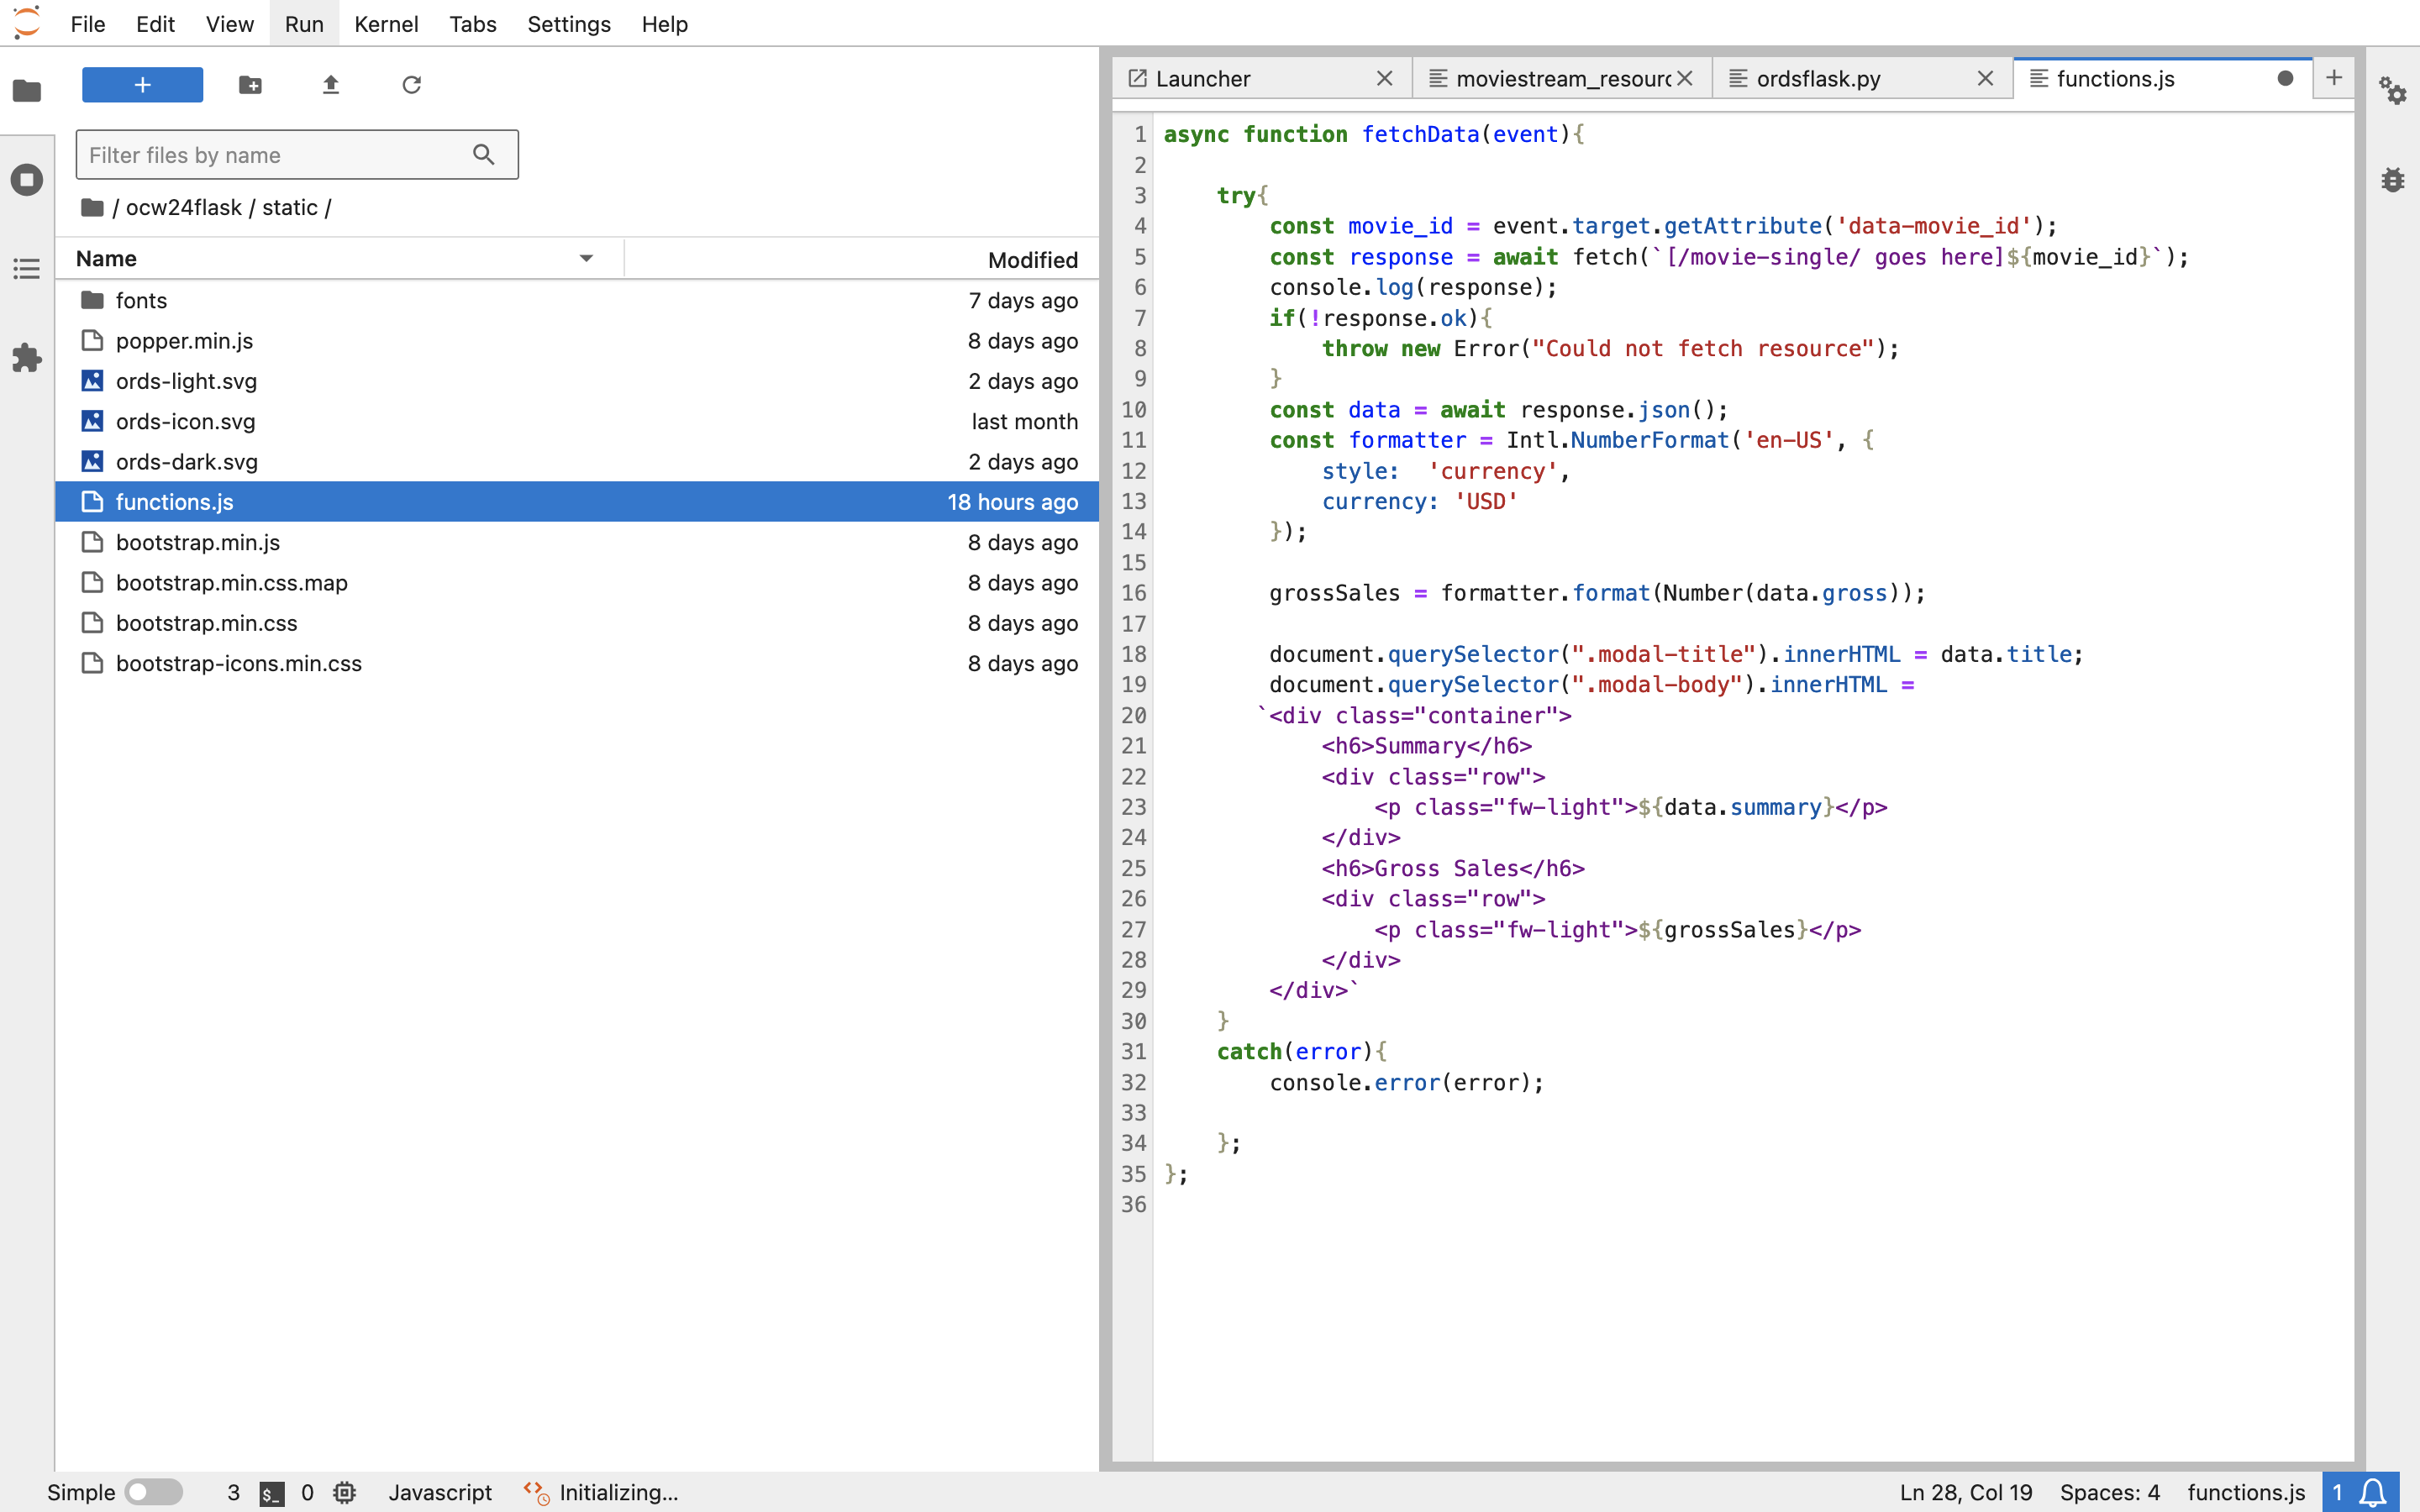 File Edit View Run Kernel Tabs Settings Help
+
Filter files by name
/ ocw24flask / static /
Name Modified
fonts 7 days ago
popper.min.js 8 days ago
ords-light.svg 2 days ago
ords-icon.svg last month
ords-dark.svg 2 days ago
functions.js 18 hours ago
bootstrap.min.js 8 days ago
bootstrap.min.css.map 8 days ago
bootstrap.min.css 8 days ago
bootstrap-icons.min.css 8 days ago
Launcher moviestream_resourc ordsflask.py functions.js +
1 async function fetchData(event){
2
3     try{
4         const movie_id = event.target.getAttribute('data-movie_id');
5         const response = await fetch(`[/movie-single/ goes here]${movie_id}`);
6         console.log(response);
7         if(!response.ok){
8             throw new Error("Could not fetch resource");
9         }
10         const data = await response.json();
11         const formatter = Intl.NumberFormat('en-US', {
12             style:  'currency',
13             currency: 'USD'
14         });
15
16         grossSales = formatter.format(Number(data.gross));
17
18         document.querySelector(".modal-title").innerHTML = data.title;
19         document.querySelector(".modal-body").innerHTML =
20        `<div class="container">
21             <h6>Summary</h6>
22             <div class="row">
23                 <p class="fw-light">${data.summary}</p>
24             </div>
25             <h6>Gross Sales</h6>
26             <div class="row">
27                 <p class="fw-light">${grossSales}</p>
28             </div>
29         </div>`
30     }
31     catch(error){
32         console.error(error);
33
34     };
35 };
36
Simple 3 $_ 0 Javascript Initializing... Ln 28, Col 19 Spaces: 4 functions.js 1